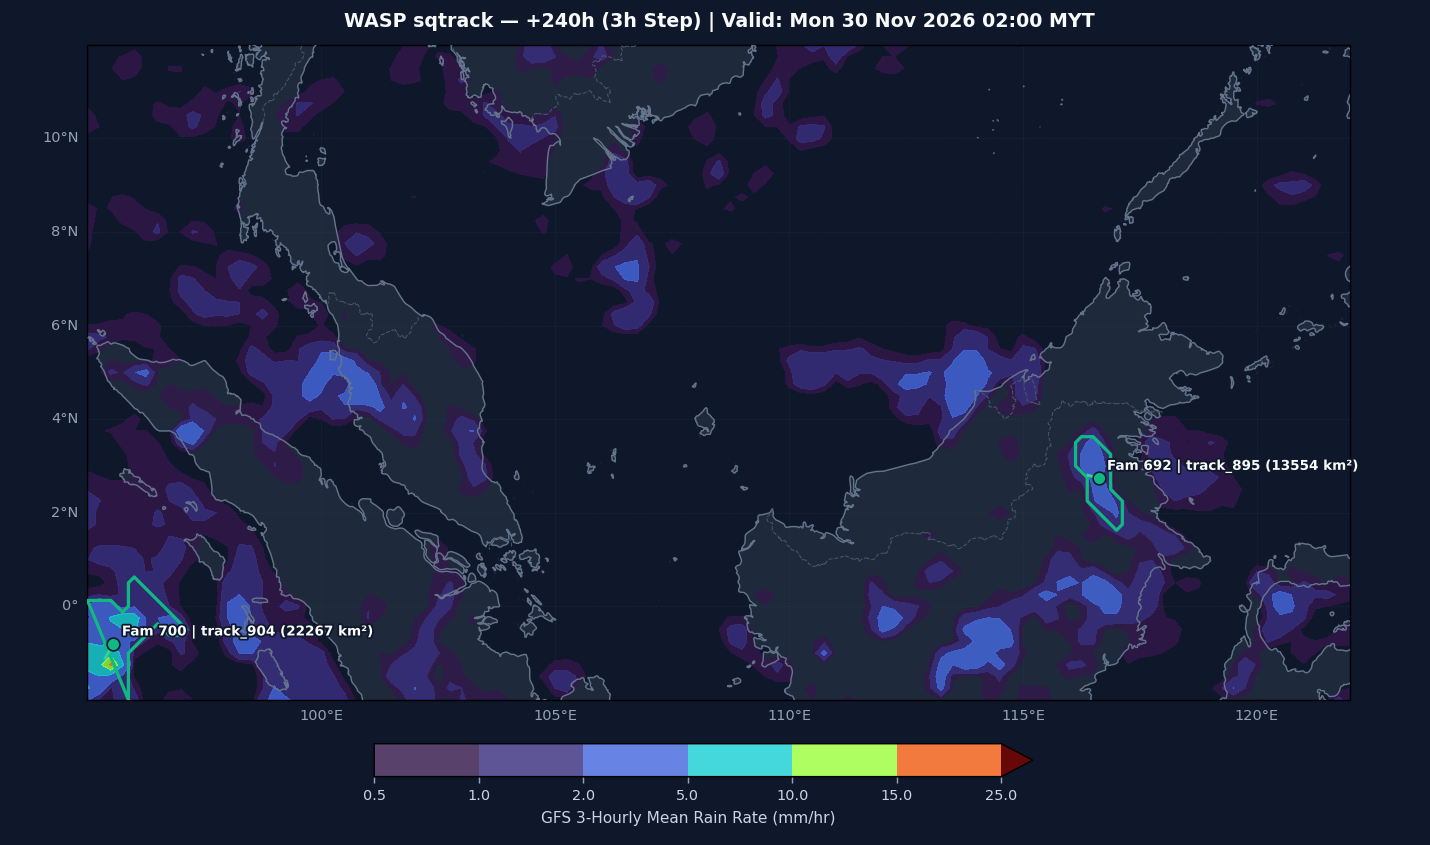 WASP sqtrack — +240h (3h Step) | Valid: Mon 30 Nov 2026 02:00 MYT
10°N
8°N
6°N
4°N
2°N
0°
Fam 692 | track_895 (13554 km²)
Fam 700 | track_904 (22267 km²)
100°E 105°E 110°E 115°E 120°E
0.5 1.0 2.0 5.0 10.0 15.0 25.0
GFS 3-Hourly Mean Rain Rate (mm/hr)